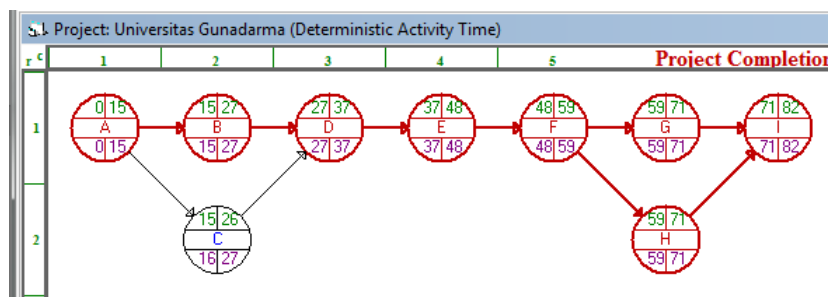 Project: Universitas Gunadarma (Deterministic Activity Time)
r c 1 2 3 4 5 Project Completion
1
0 15 15 27 27 37 37 48 48 59 59 71 71 82
A B D E F G I
0 15 15 27 27 37 37 48 48 59 59 71 71 82
2
15 26 59 71
C H
16 27 59 71